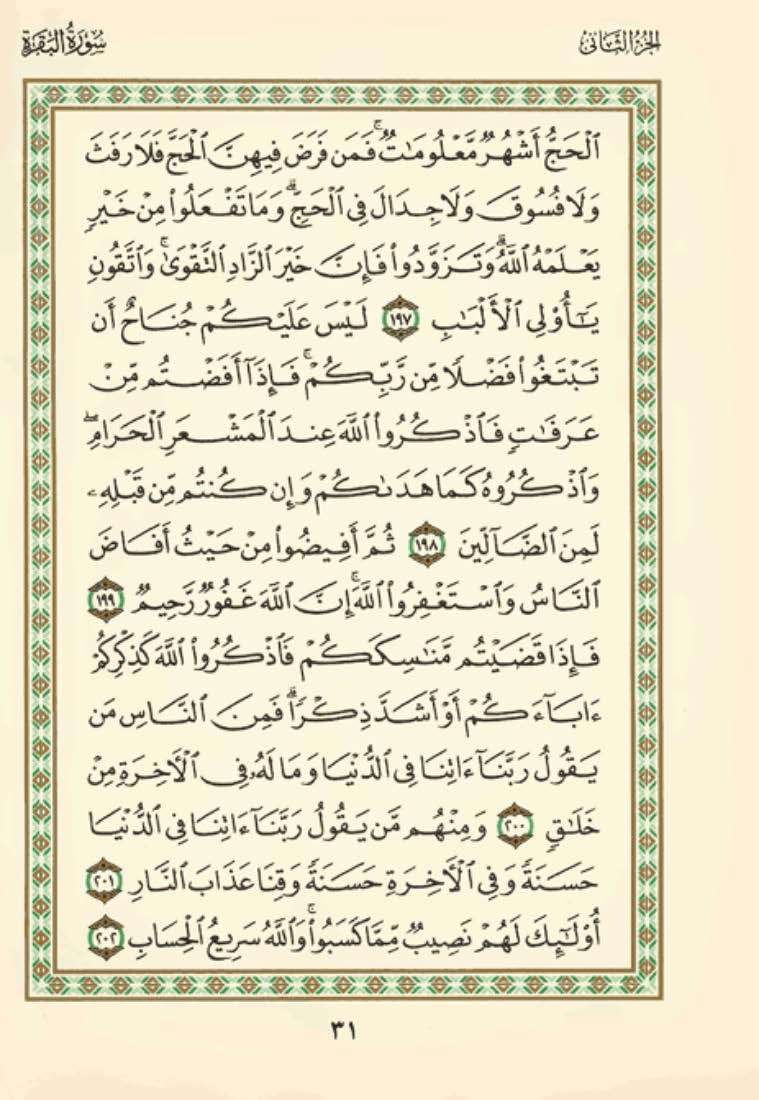 الجزء الثاني
سورة البقرة
ٱلْحَجُّ أَشْهُرٌ مَّعْلُومَٰتٌ ۚ فَمَن فَرَضَ فِيهِنَّ ٱلْحَجَّ فَلَا رَفَثَ
وَلَا فُسُوقَ وَلَا جِدَالَ فِى ٱلْحَجِّ ۗ وَمَا تَفْعَلُوا۟ مِنْ خَيْرٍ
يَعْلَمْهُ ٱللَّهُ ۗ وَتَزَوَّدُوا۟ فَإِنَّ خَيْرَ ٱلزَّادِ ٱلتَّقْوَىٰ ۚ وَٱتَّقُونِ
يَٰٓأُو۟لِى ٱلْأَلْبَٰبِ ١٩٧ لَيْسَ عَلَيْكُمْ جُنَاحٌ أَن
تَبْتَغُوا۟ فَضْلًا مِّن رَّبِّكُمْ ۚ فَإِذَآ أَفَضْتُم مِّنْ
عَرَفَٰتٍ فَٱذْكُرُوا۟ ٱللَّهَ عِندَ ٱلْمَشْعَرِ ٱلْحَرَامِ ۖ
وَٱذْكُرُوهُ كَمَا هَدَىٰكُمْ وَإِن كُنتُم مِّن قَبْلِهِۦ
لَمِنَ ٱلضَّآلِّينَ ١٩٨ ثُمَّ أَفِيضُوا۟ مِنْ حَيْثُ أَفَاضَ
ٱلنَّاسُ وَٱسْتَغْفِرُوا۟ ٱللَّهَ ۚ إِنَّ ٱللَّهَ غَفُورٌ رَّحِيمٌ ١٩٩
فَإِذَا قَضَيْتُم مَّنَٰسِكَكُمْ فَٱذْكُرُوا۟ ٱللَّهَ كَذِكْرِكُمْ
ءَابَآءَكُمْ أَوْ أَشَدَّ ذِكْرًا ۗ فَمِنَ ٱلنَّاسِ مَن
يَقُولُ رَبَّنَآ ءَاتِنَا فِى ٱلدُّنْيَا وَمَا لَهُۥ فِى ٱلْأَخِرَةِ مِنْ
خَلَٰقٍ ٢٠٠ وَمِنْهُم مَّن يَقُولُ رَبَّنَآ ءَاتِنَا فِى ٱلدُّنْيَا
حَسَنَةً وَفِى ٱلْأَخِرَةِ حَسَنَةً وَقِنَا عَذَابَ ٱلنَّارِ ٢٠١
أُو۟لَٰٓئِكَ لَهُمْ نَصِيبٌ مِّمَّا كَسَبُوا۟ ۚ وَٱللَّهُ سَرِيعُ ٱلْحِسَابِ ٢٠٢
٣١